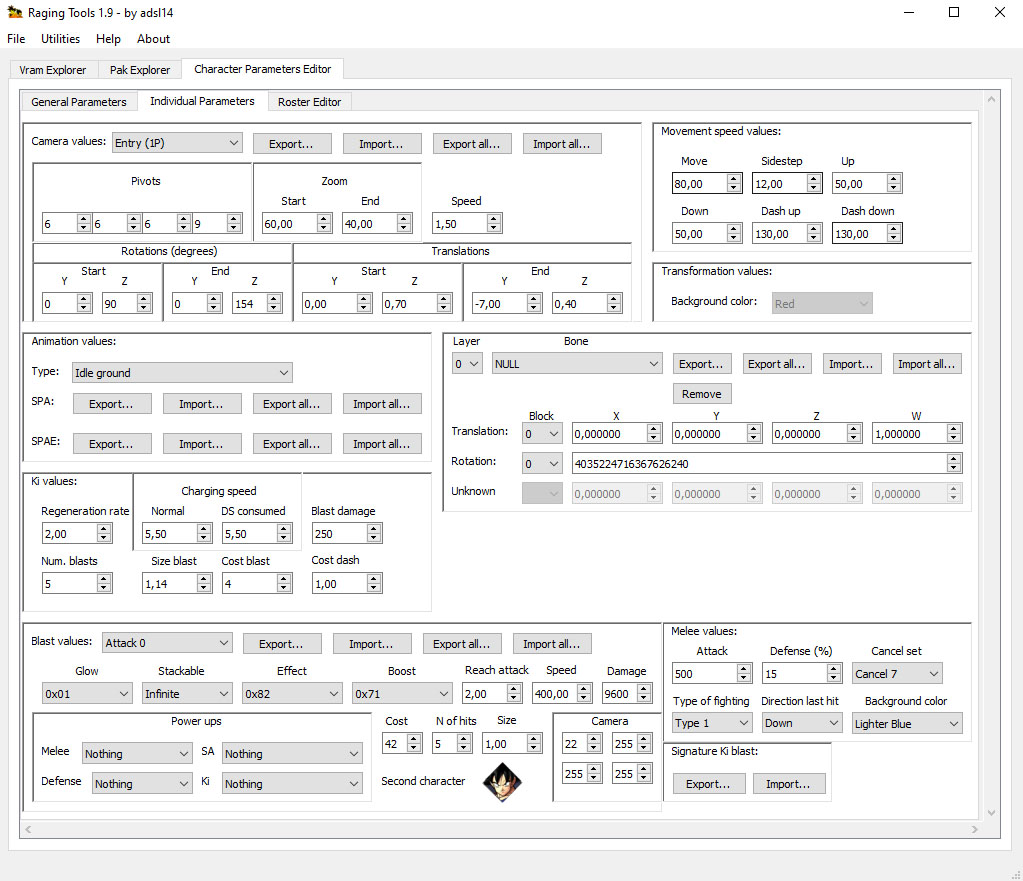 Raging Tools 1.9 - by adsl14
File Utilities Help About
Vram Explorer Pak Explorer Character Parameters Editor
General Parameters Individual Parameters Roster Editor
Camera values: Entry (1P) Export... Import... Export all... Import all...
Pivots
Zoom
Start End Speed
6 6 6 9 60,00 40,00 1,50
Rotations (degrees) Translations
Start End Start End
Y Z Y Z Y Z Y Z
0 90 0 154 0,00 0,70 -7,00 0,40
Movement speed values:
Move Sidestep Up
80,00 12,00 50,00
Down Dash up Dash down
50,00 130,00 130,00
Transformation values:
Background color: Red
Animation values:
Type: Idle ground
SPA: Export... Import... Export all... Import all...
SPAE: Export... Import... Export all... Import all...
Layer Bone
0 NULL Export... Export all... Import... Import all...
Remove
Block X Y Z W
Translation: 0 0,000000 0,000000 0,000000 1,000000
Rotation: 0 4035224716367626240
Unknown 0,000000 0,000000 0,000000 0,000000
Ki values:
Charging speed
Regeneration rate Normal DS consumed Blast damage
2,00 5,50 5,50 250
Num. blasts Size blast Cost blast Cost dash
5 1,14 4 1,00
Blast values: Attack 0 Export... Import... Export all... Import all...
Glow Stackable Effect Boost Reach attack Speed Damage
0x01 Infinite 0x82 0x71 2,00 400,00 9600
Power ups
Melee Nothing SA Nothing
Defense Nothing Ki Nothing
Cost N of hits Size
42 5 1,00
Second character
Camera
22 255
255 255
Melee values:
Attack Defense (%) Cancel set
500 15 Cancel 7
Type of fighting Direction last hit Background color
Type 1 Down Lighter Blue
Signature Ki blast:
Export... Import...